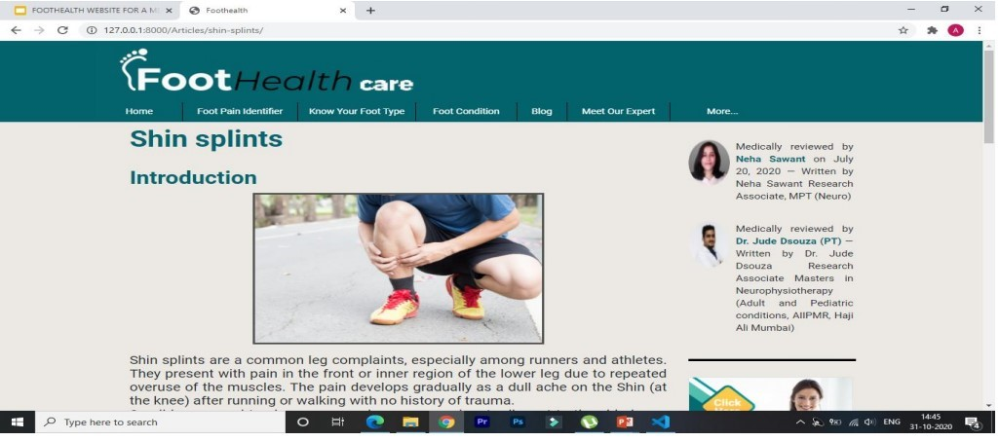 FOOTHEALTH WEBSITE FOR A M
Foothealth
127.0.0.1:8000/Articles/shin-splints/
A
FootHealth care
Home Foot Pain Identifier Know Your Foot Type Foot Condition Blog Meet Our Expert More...
Shin splints
Introduction
Shin splints are a common leg complaints, especially among runners and athletes.
They present with pain in the front or inner region of the lower leg due to repeated
overuse of the muscles. The pain develops gradually as a dull ache on the Shin (at
the knee) after running or walking with no history of trauma.
Medically reviewed by
Neha Sawant on July
20, 2020 — Written by
Neha Sawant Research
Associate, MPT (Neuro)
Medically reviewed by
Dr. Jude Dsouza (PT) —
Written by Dr. Jude
Dsouza Research
Associate Masters in
Neurophysiotherapy
(Adult and Pediatric
conditions, AIIPMR, Haji
Ali Mumbai)
Click
Type here to search
Pr
Ps
ENG
14:45
31-10-2020
4